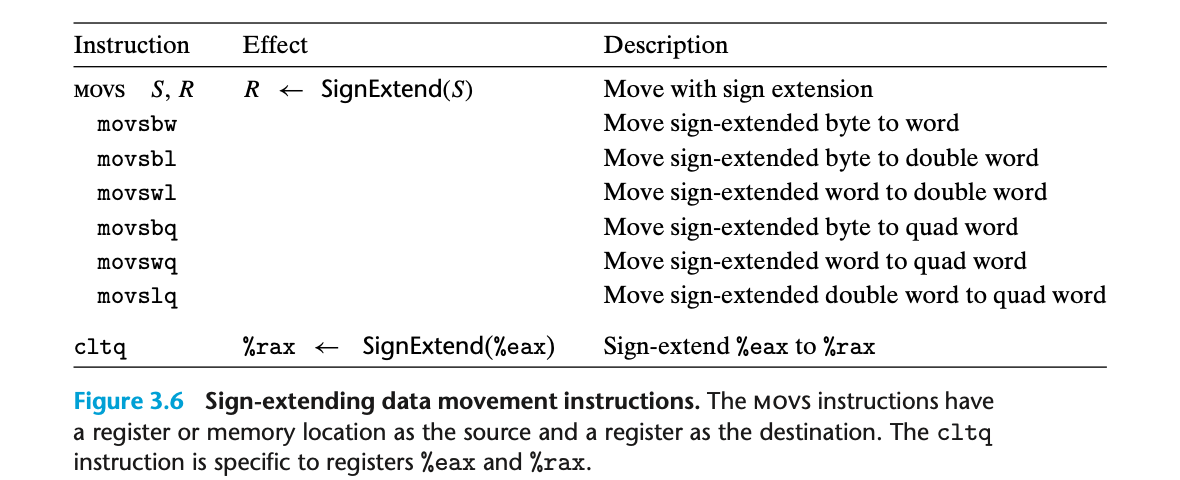 Instruction Effect Description
MOVS S, R R ← SignExtend(S) Move with sign extension
movsbw Move sign-extended byte to word
movsbl Move sign-extended byte to double word
movswl Move sign-extended word to double word
movsbq Move sign-extended byte to quad word
movswq Move sign-extended word to quad word
movslq Move sign-extended double word to quad word
cltq %rax ← SignExtend(%eax) Sign-extend %eax to %rax
Figure 3.6 Sign-extending data movement instructions. The MOVS instructions have
a register or memory location as the source and a register as the destination. The cltq
instruction is specific to registers %eax and %rax.